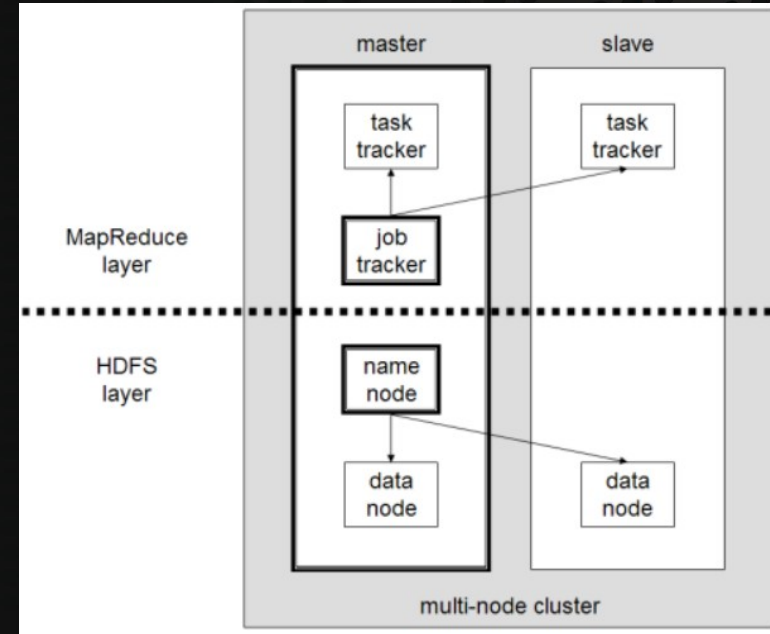 master
slave
task
tracker
task
tracker
MapReduce
layer
job
tracker
HDFS
layer
name
node
data
node
data
node
multi-node cluster